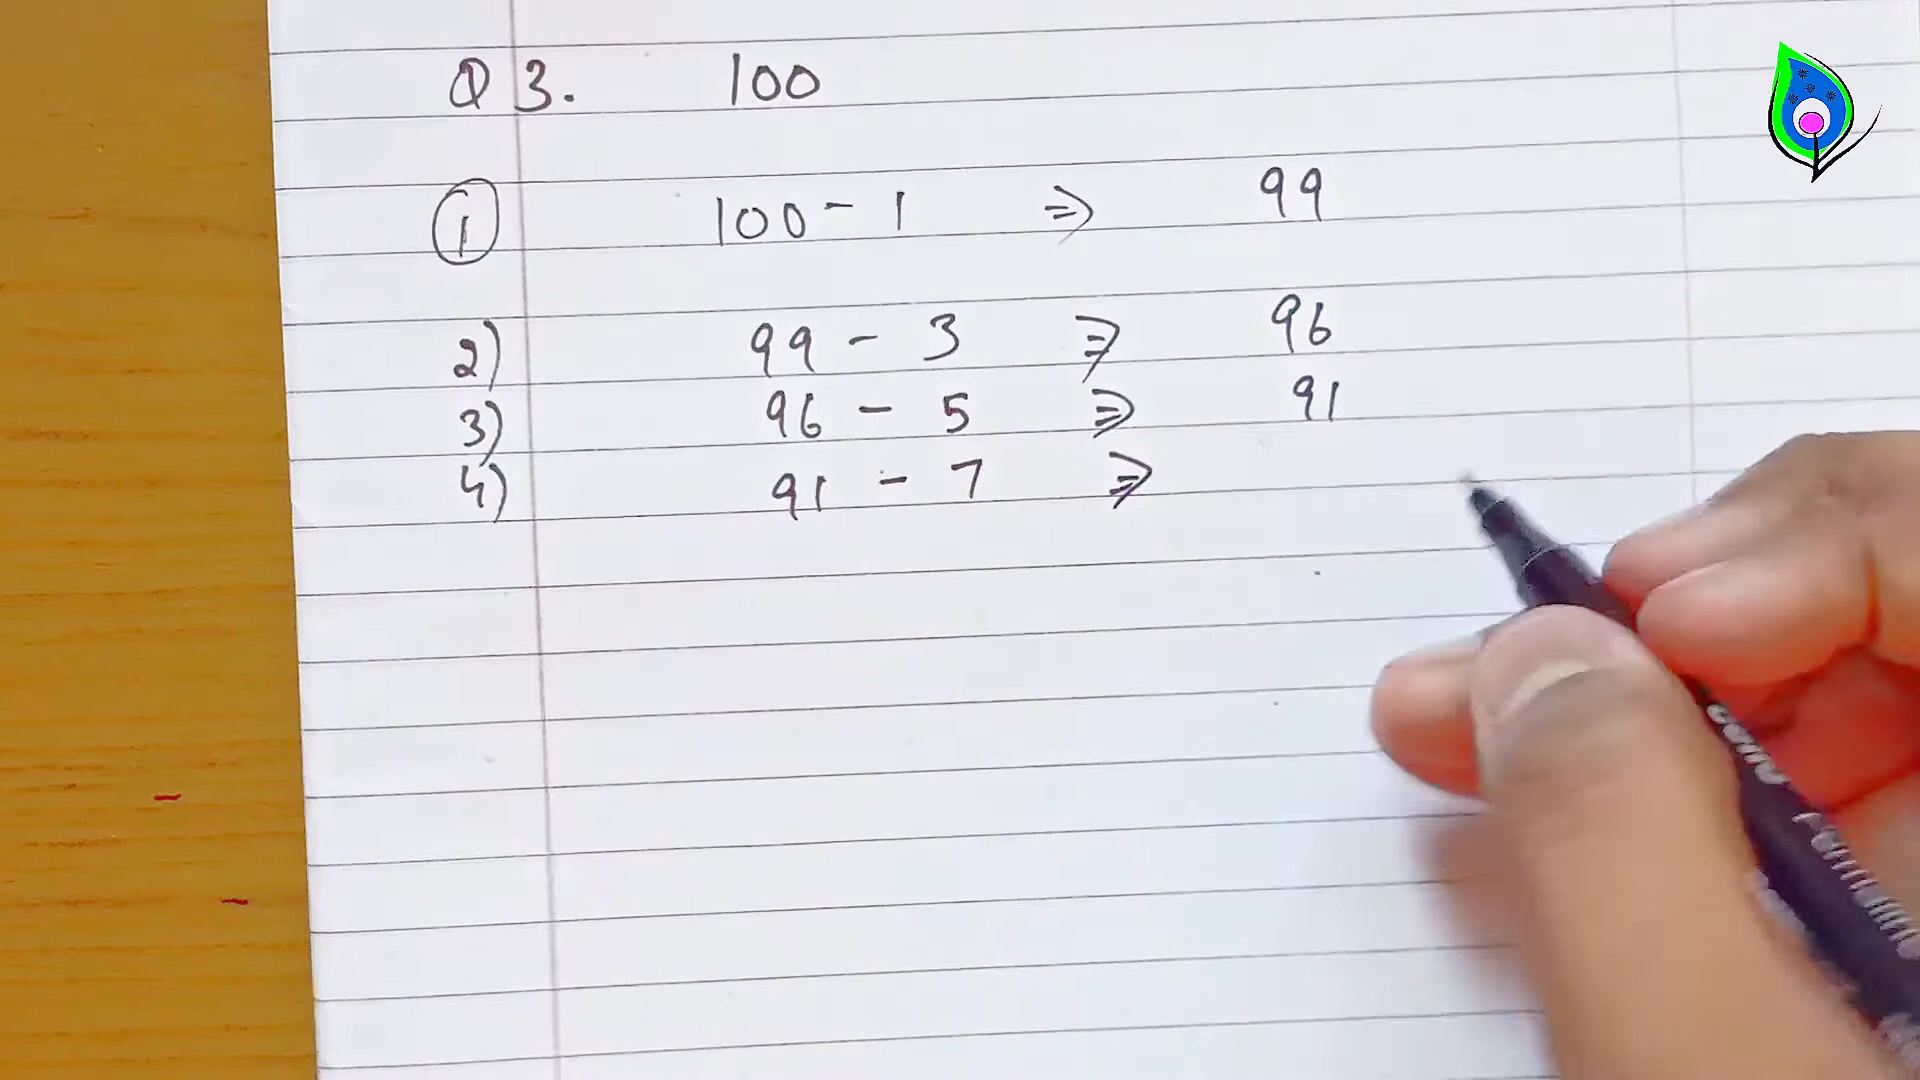 Q 3. 100
1 100 - 1 ⇒ 99
2) 99 - 3 ⇒ 96
3) 96 - 5 ⇒ 91
4) 91 - 7 ⇒